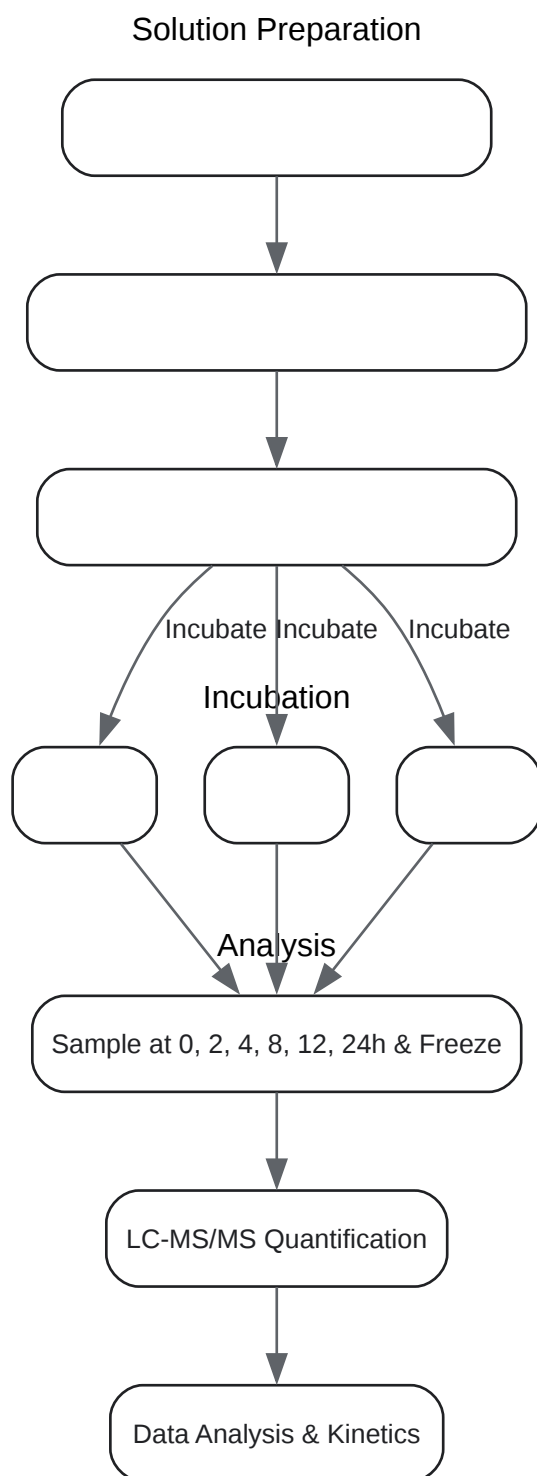 Solution Preparation
Incubate Incubate Incubate
Incubation
Analysis
Sample at 0, 2, 4, 8, 12, 24h & Freeze
LC-MS/MS Quantification
Data Analysis & Kinetics